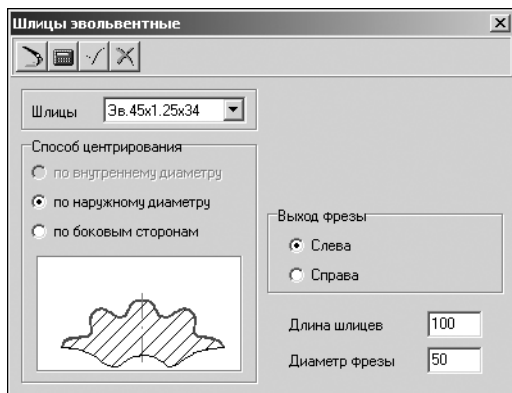 Шлицы эвольвентные
Шлицы
Эв.45x1.25x34
Способ центрирования
по внутреннему диаметру
по наружному диаметру
по боковым сторонам
Выход фрезы
Слева
Справа
Длина шлицев 100
Диаметр фрезы 50